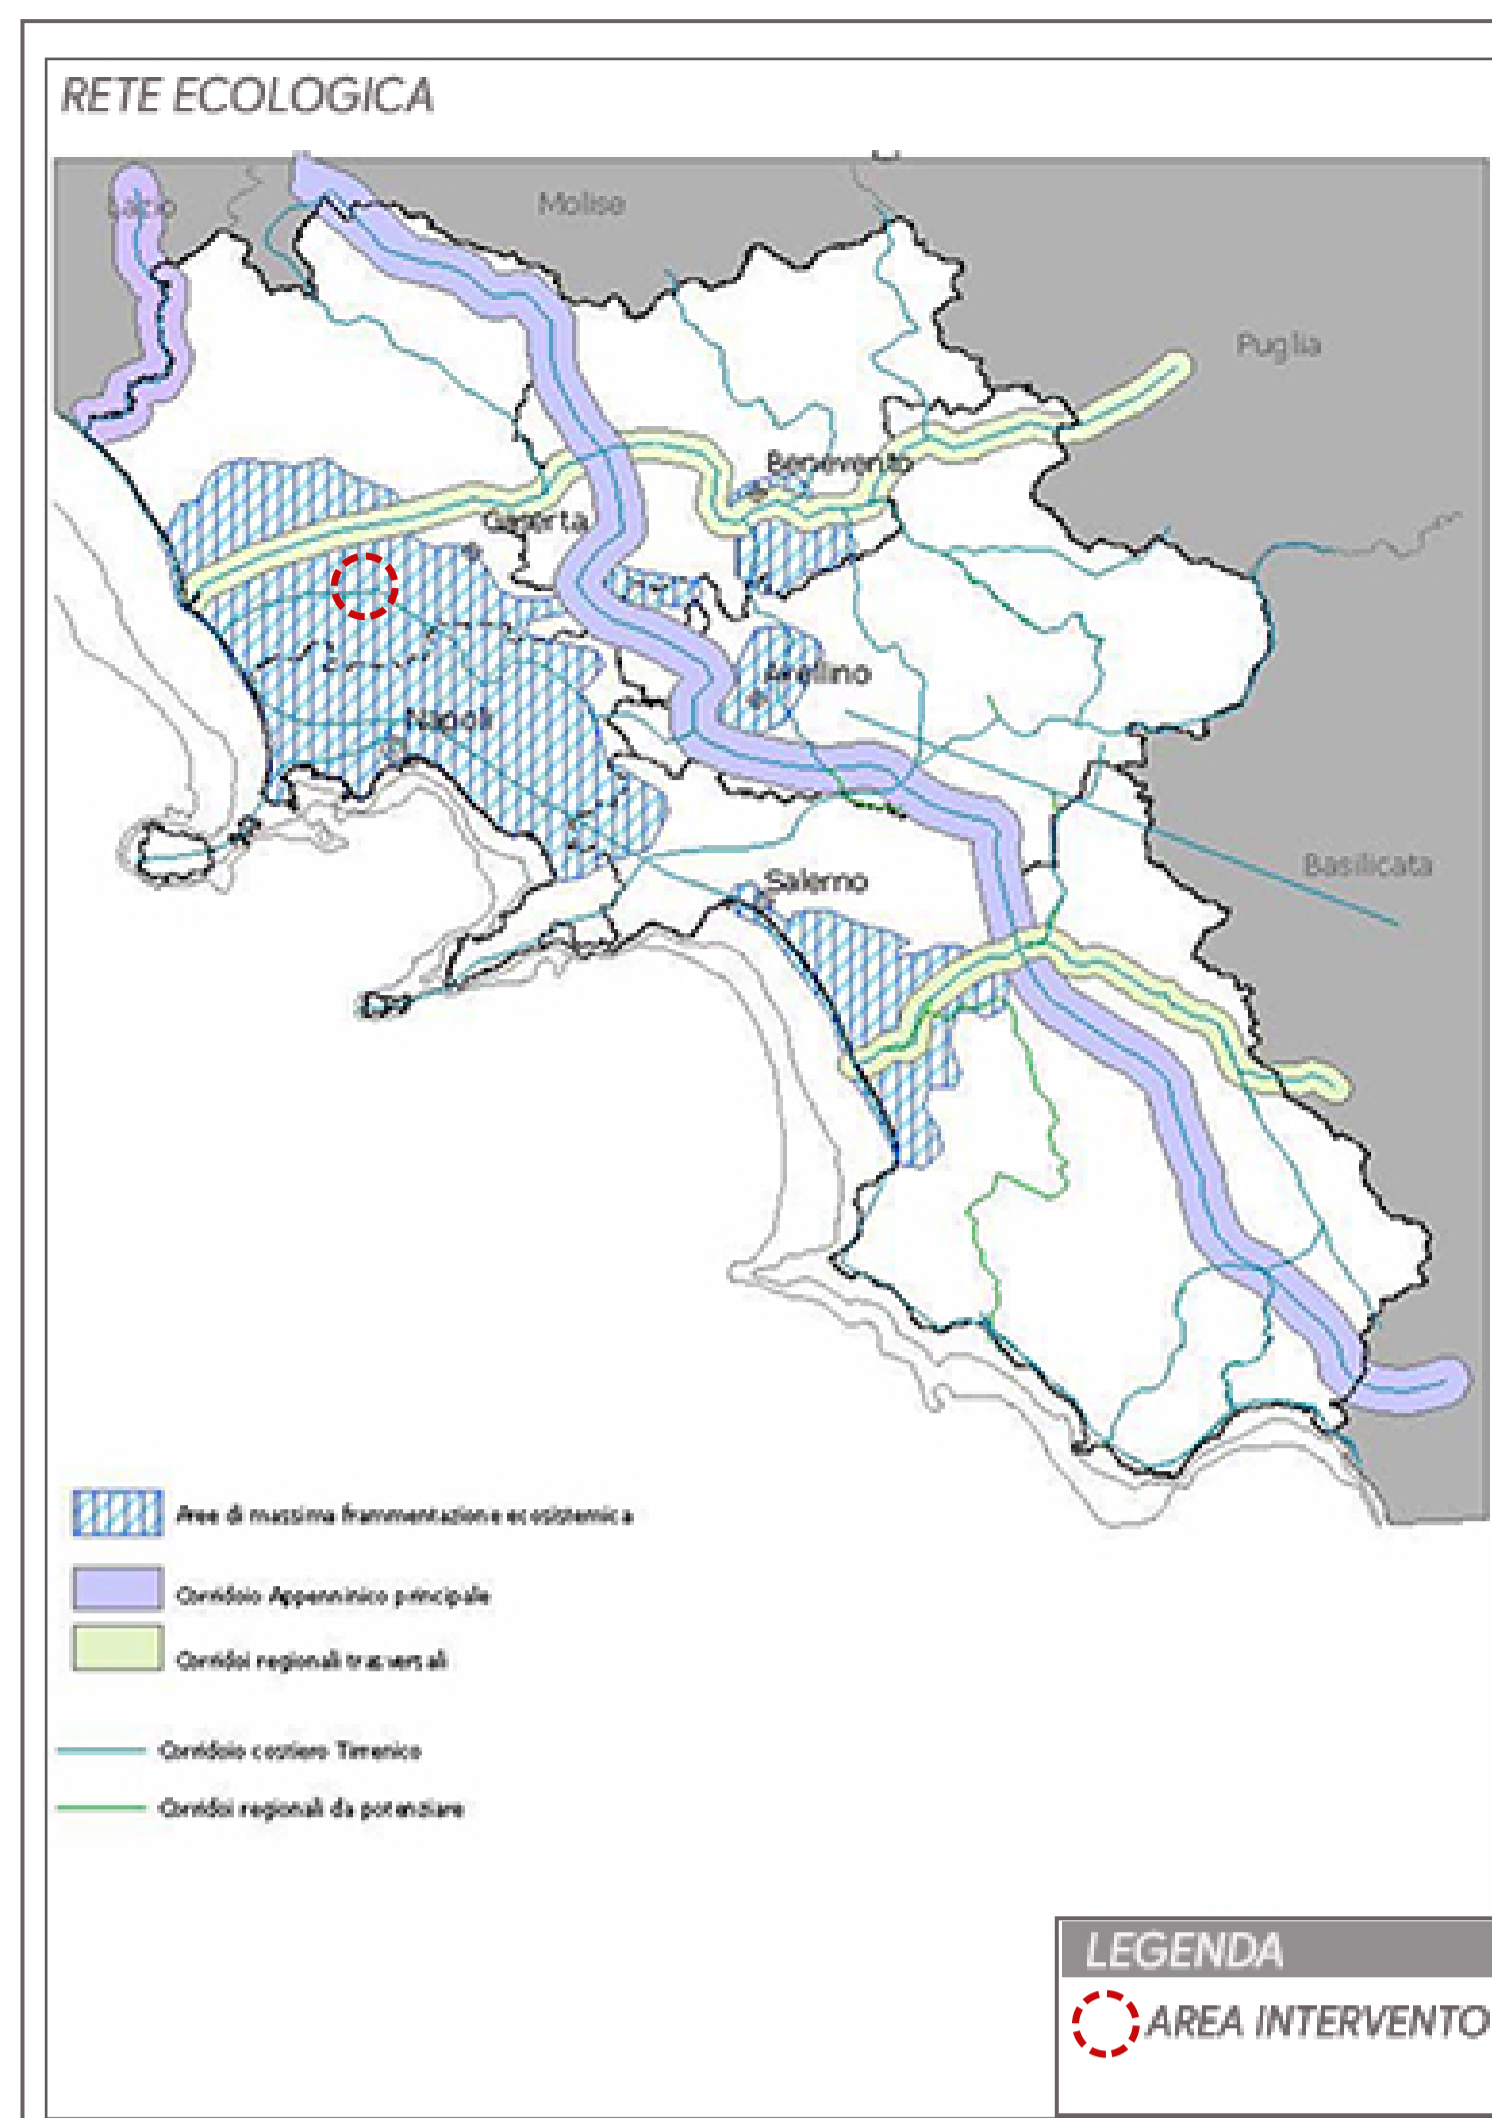 RETE ECOLOGICA
Lazio
Molise
Puglia
Benevento
Caserta
Avellino
Napoli
Basilicata
Salerno
Aree di massima frammentazione ecosistemica
Corridoio Appenninico principale
Corridoi regionali trasversali
Corridoio costiero Tirrenico
Corridoi regionali da potenziare
LEGENDA
AREA INTERVENTO